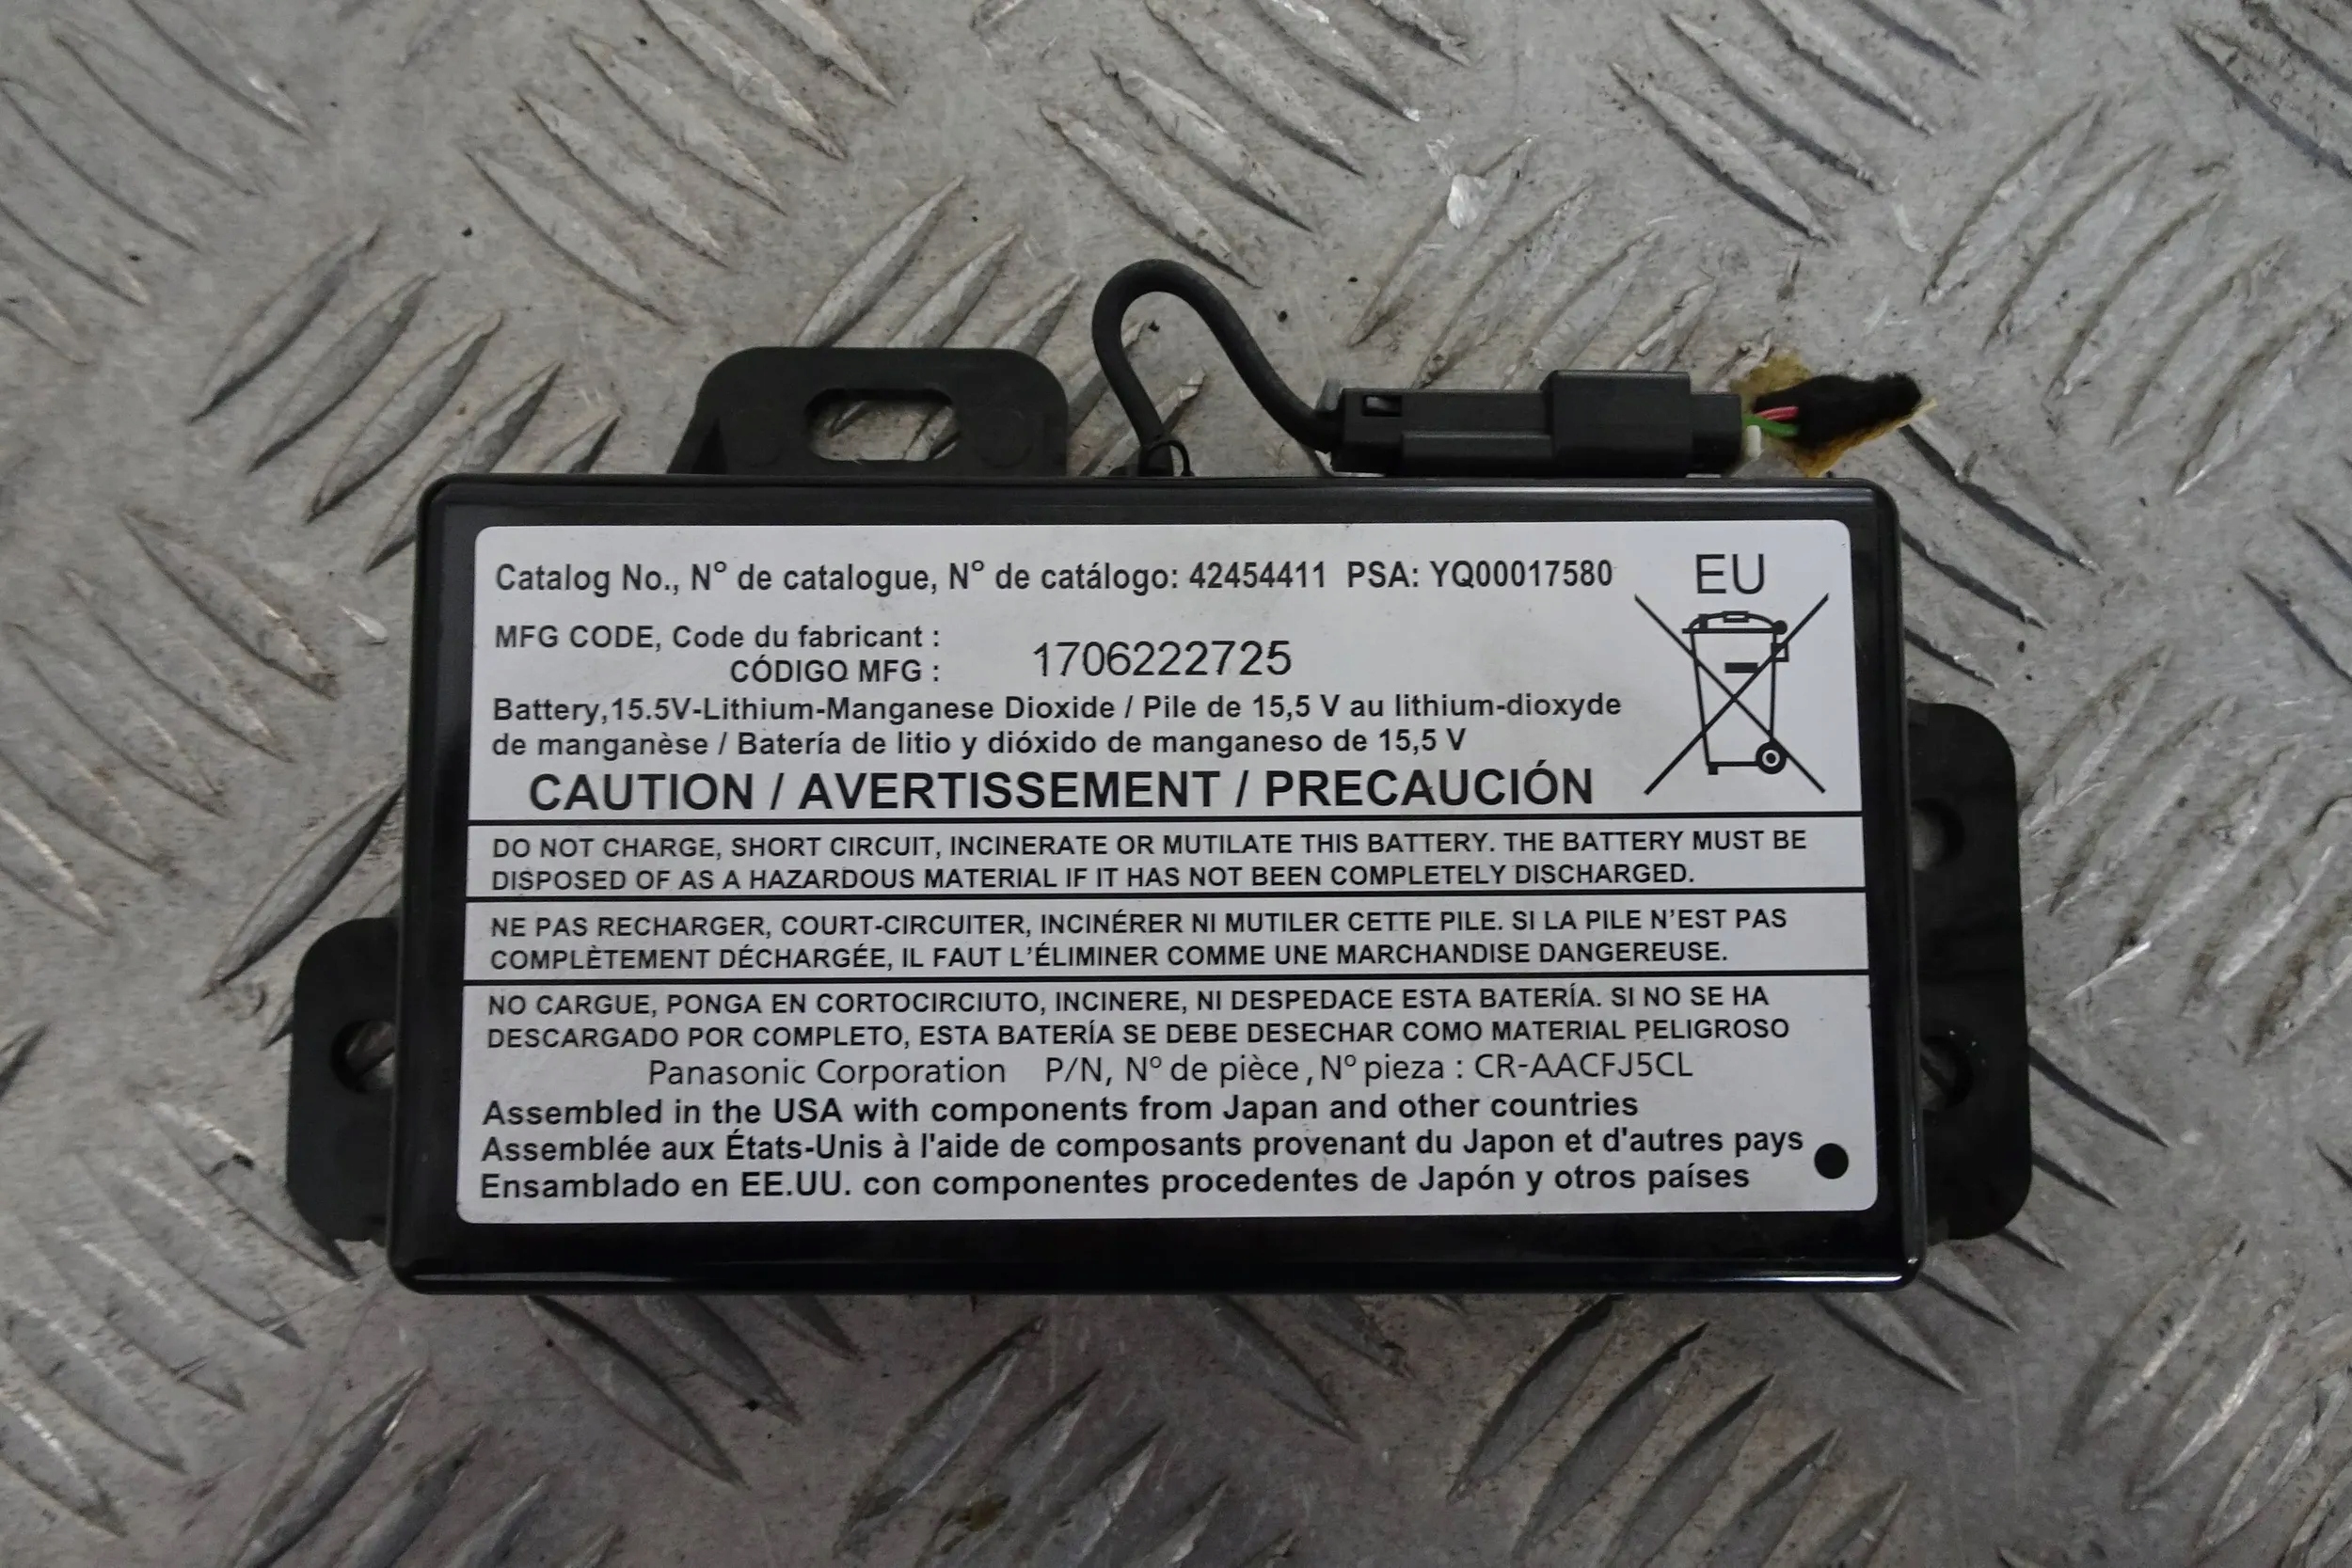 Catalog No., N° de catalogue, N° de catálogo: 42454411 PSA: YQ00017580
EU
MFG CODE, Code du fabricant :
CÓDIGO MFG :
1706222725
Battery,15.5V-Lithium-Manganese Dioxide / Pile de 15,5 V au lithium-dioxyde
de manganèse / Batería de litio y dióxido de manganeso de 15,5 V
CAUTION / AVERTISSEMENT / PRECAUCIÓN
DO NOT CHARGE, SHORT CIRCUIT, INCINERATE OR MUTILATE THIS BATTERY. THE BATTERY MUST BE
DISPOSED OF AS A HAZARDOUS MATERIAL IF IT HAS NOT BEEN COMPLETELY DISCHARGED.
NE PAS RECHARGER, COURT-CIRCUITER, INCINÉRER NI MUTILER CETTE PILE. SI LA PILE N'EST PAS
COMPLÈTEMENT DÉCHARGÉE, IL FAUT L'ÉLIMINER COMME UNE MARCHANDISE DANGEREUSE.
NO CARGUE, PONGA EN CORTOCIRCIUTO, INCINERE, NI DESPEDACE ESTA BATERÍA. SI NO SE HA
DESCARGADO POR COMPLETO, ESTA BATERÍA SE DEBE DESECHAR COMO MATERIAL PELIGROSO
Panasonic Corporation P/N, Nº de pièce, Nº pieza : CR-AACFJ5CL
Assembled in the USA with components from Japan and other countries
Assemblée aux États-Unis à l'aide de composants provenant du Japon et d'autres pays
Ensamblado en EE.UU. con componentes procedentes de Japón y otros países